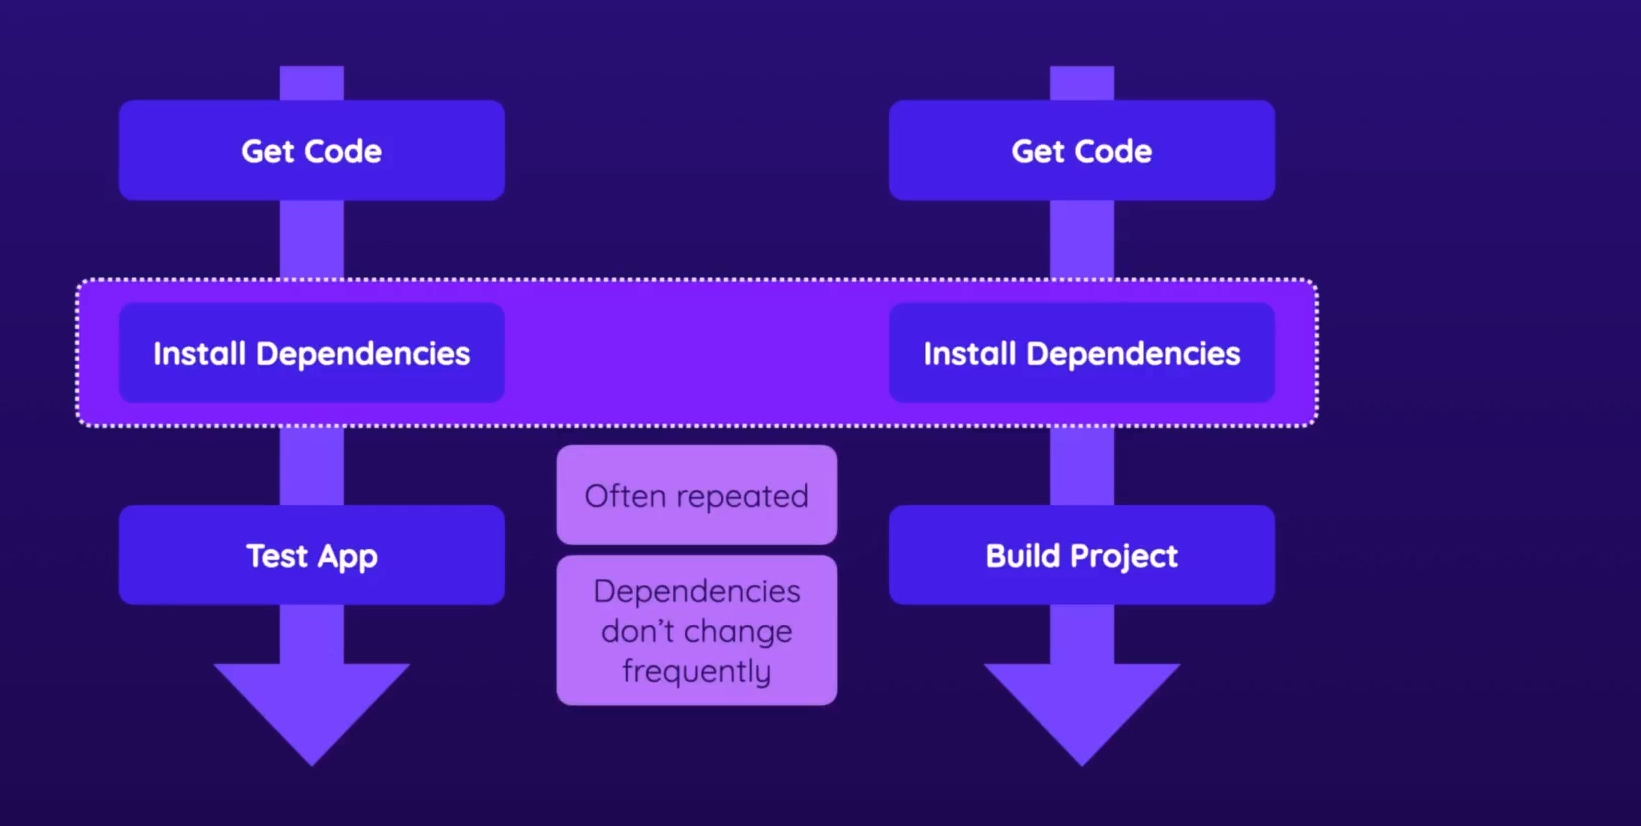 Get Code
Get Code
Install Dependencies
Install Dependencies
Often repeated
Test App
Build Project
Dependencies
don’t change
frequently